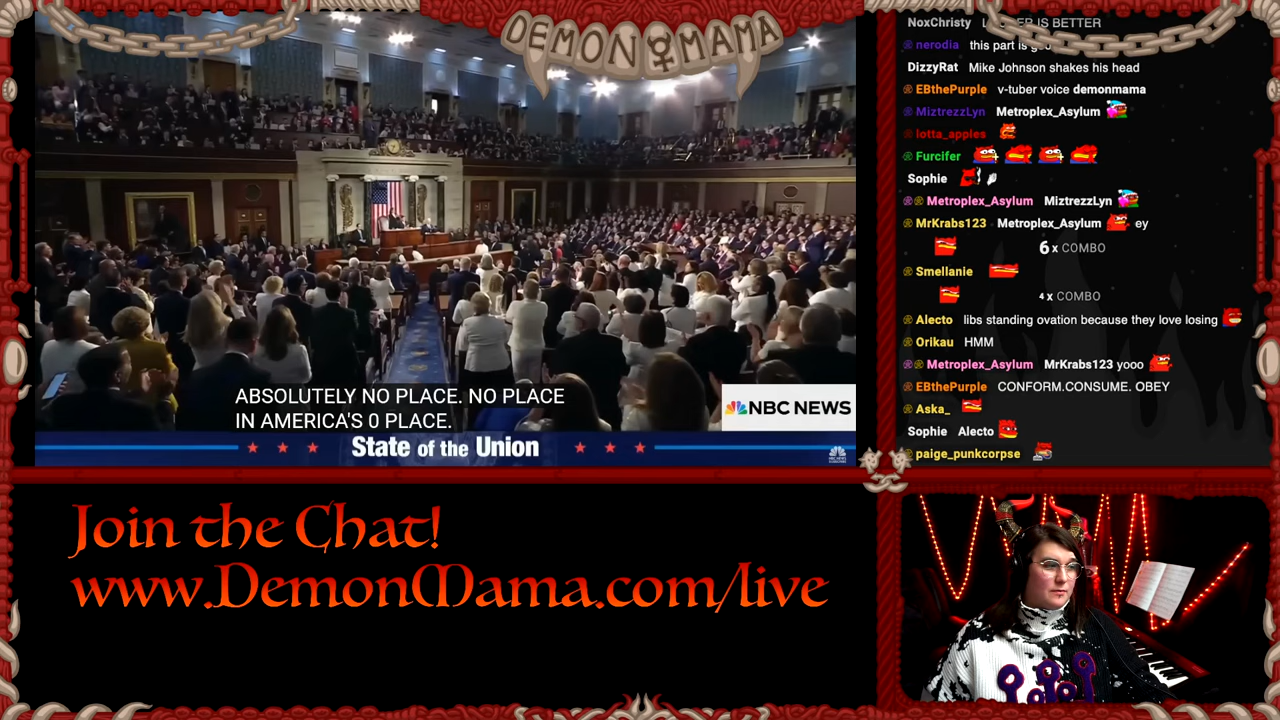 DEMON MAMA
ABSOLUTELY NO PLACE. NO PLACE
IN AMERICA'S 0 PLACE.
NBC NEWS
State of the Union
NoxChristy IS BETTER
nerodia this part is
DizzyRat Mike Johnson shakes his head
EBthePurple v-tuber voice demonmama
MiztrezzLyn Metroplex_Asylum
lotta_apples
Furcifer
Sophie
Metroplex_Asylum MiztrezzLyn
MrKrabs123 Metroplex_Asylum ey
6 x COMBO
Smellanie
4 x COMBO
Alecto libs standing ovation because they love losing
Orikau HMM
Metroplex_Asylum MrKrabs123 yooo
EBthePurple CONFORM.CONSUME. OBEY
Aska_
Sophie Alecto
paige_punkcorpse
Join the Chat!
www.DemonMama.com/live